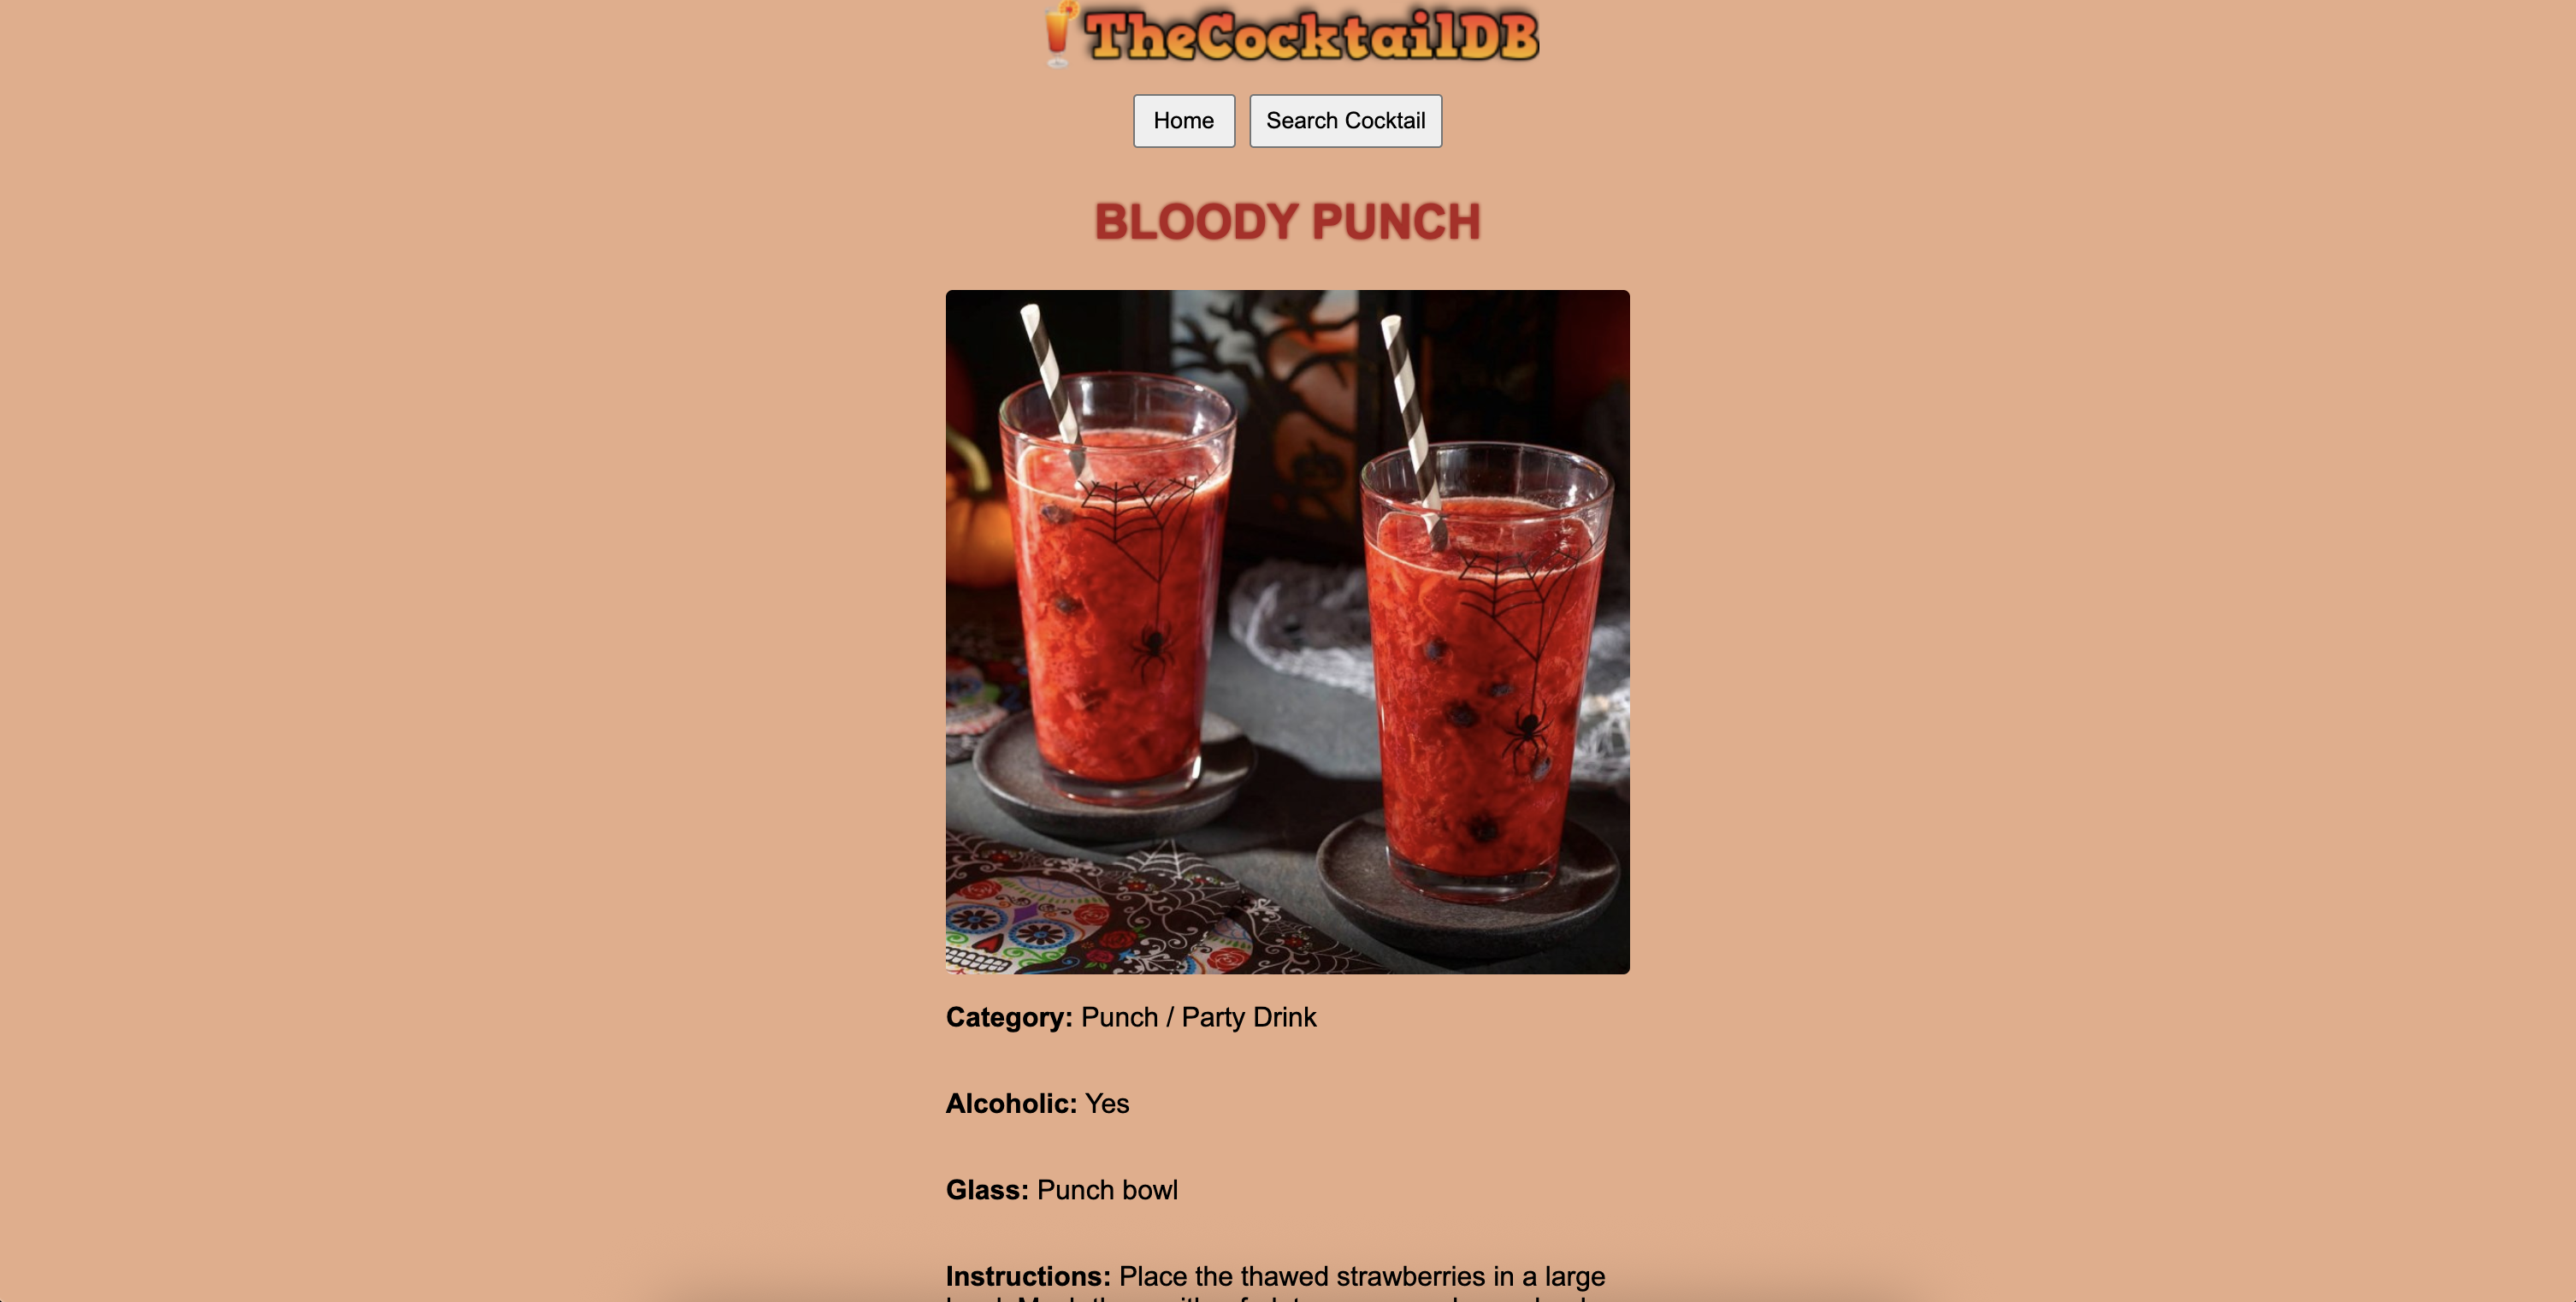 TheCocktailDB
Home
Search Cocktail
BLOODY PUNCH
Category: Punch / Party Drink
Alcoholic: Yes
Glass: Punch bowl
Instructions: Place the thawed strawberries in a large